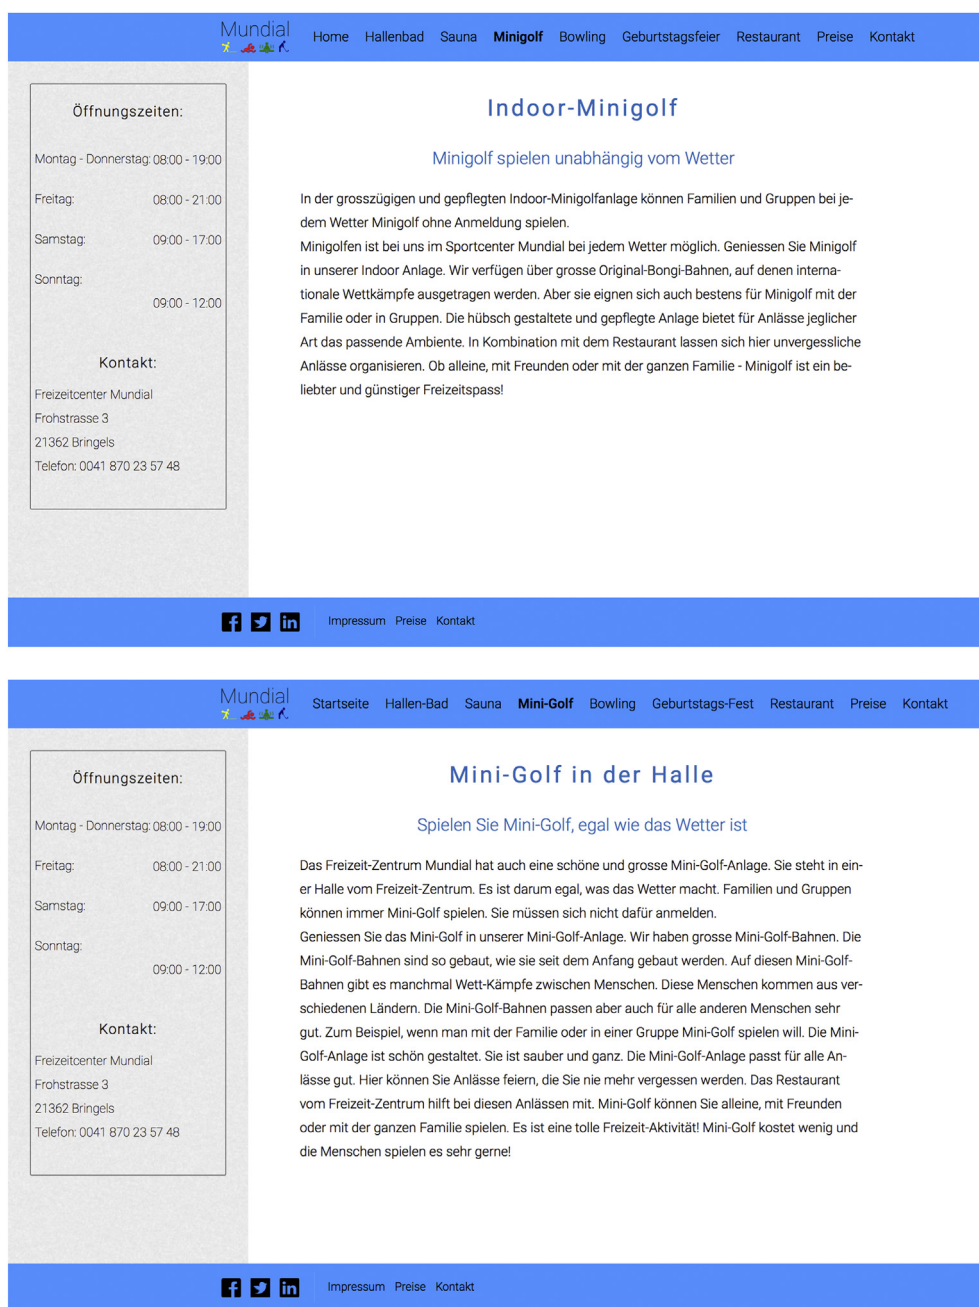 Mundial
Home Hallenbad Sauna Minigolf Bowling Geburtstagsfeier Restaurant Preise Kontakt
Öffnungszeiten:
Montag - Donnerstag: 08:00 - 19:00
Freitag: 08:00 - 21:00
Samstag: 09:00 - 17:00
Sonntag:
09:00 - 12:00
Kontakt:
Freizeitcenter Mundial
Frohstrasse 3
21362 Bringels
Telefon: 0041 870 23 57 48
Indoor-Minigolf
Minigolf spielen unabhängig vom Wetter
In der grosszügigen und gepflegten Indoor-Minigolfanlage können Familien und Gruppen bei je-
dem Wetter Minigolf ohne Anmeldung spielen.
Minigolfen ist bei uns im Sportcenter Mundial bei jedem Wetter möglich. Geniessen Sie Minigolf
in unserer Indoor Anlage. Wir verfügen über grosse Original-Bongi-Bahnen, auf denen interna-
tionale Wettkämpfe ausgetragen werden. Aber sie eignen sich auch bestens für Minigolf mit der
Familie oder in Gruppen. Die hübsch gestaltete und gepflegte Anlage bietet für Anlässe jeglicher
Art das passende Ambiente. In Kombination mit dem Restaurant lassen sich hier unvergessliche
Anlässe organisieren. Ob alleine, mit Freunden oder mit der ganzen Familie - Minigolf ist ein be-
liebter und günstiger Freizeitspass!
Impressum Preise Kontakt
Mundial
Startseite Hallen-Bad Sauna Mini-Golf Bowling Geburtstags-Fest Restaurant Preise Kontakt
Öffnungszeiten:
Montag - Donnerstag: 08:00 - 19:00
Freitag: 08:00 - 21:00
Samstag: 09:00 - 17:00
Sonntag:
09:00 - 12:00
Kontakt:
Freizeitcenter Mundial
Frohstrasse 3
21362 Bringels
Telefon: 0041 870 23 57 48
Mini-Golf in der Halle
Spielen Sie Mini-Golf, egal wie das Wetter ist
Das Freizeit-Zentrum Mundial hat auch eine schöne und grosse Mini-Golf-Anlage. Sie steht in ein-
er Halle vom Freizeit-Zentrum. Es ist darum egal, was das Wetter macht. Familien und Gruppen
können immer Mini-Golf spielen. Sie müssen sich nicht dafür anmelden.
Geniessen Sie das Mini-Golf in unserer Mini-Golf-Anlage. Wir haben grosse Mini-Golf-Bahnen. Die
Mini-Golf-Bahnen sind so gebaut, wie sie seit dem Anfang gebaut werden. Auf diesen Mini-Golf-
Bahnen gibt es manchmal Wett-Kämpfe zwischen Menschen. Diese Menschen kommen aus ver-
schiedenen Ländern. Die Mini-Golf-Bahnen passen aber auch für alle anderen Menschen sehr
gut. Zum Beispiel, wenn man mit der Familie oder in einer Gruppe Mini-Golf spielen will. Die Mini-
Golf-Anlage ist schön gestaltet. Sie ist sauber und ganz. Die Mini-Golf-Anlage passt für alle An-
lässe gut. Hier können Sie Anlässe feiern, die Sie nie mehr vergessen werden. Das Restaurant
vom Freizeit-Zentrum hilft bei diesen Anlässen mit. Mini-Golf können Sie alleine, mit Freunden
oder mit der ganzen Familie spielen. Es ist eine tolle Freizeit-Aktivität! Mini-Golf kostet wenig und
die Menschen spielen es sehr gerne!
Impressum Preise Kontakt